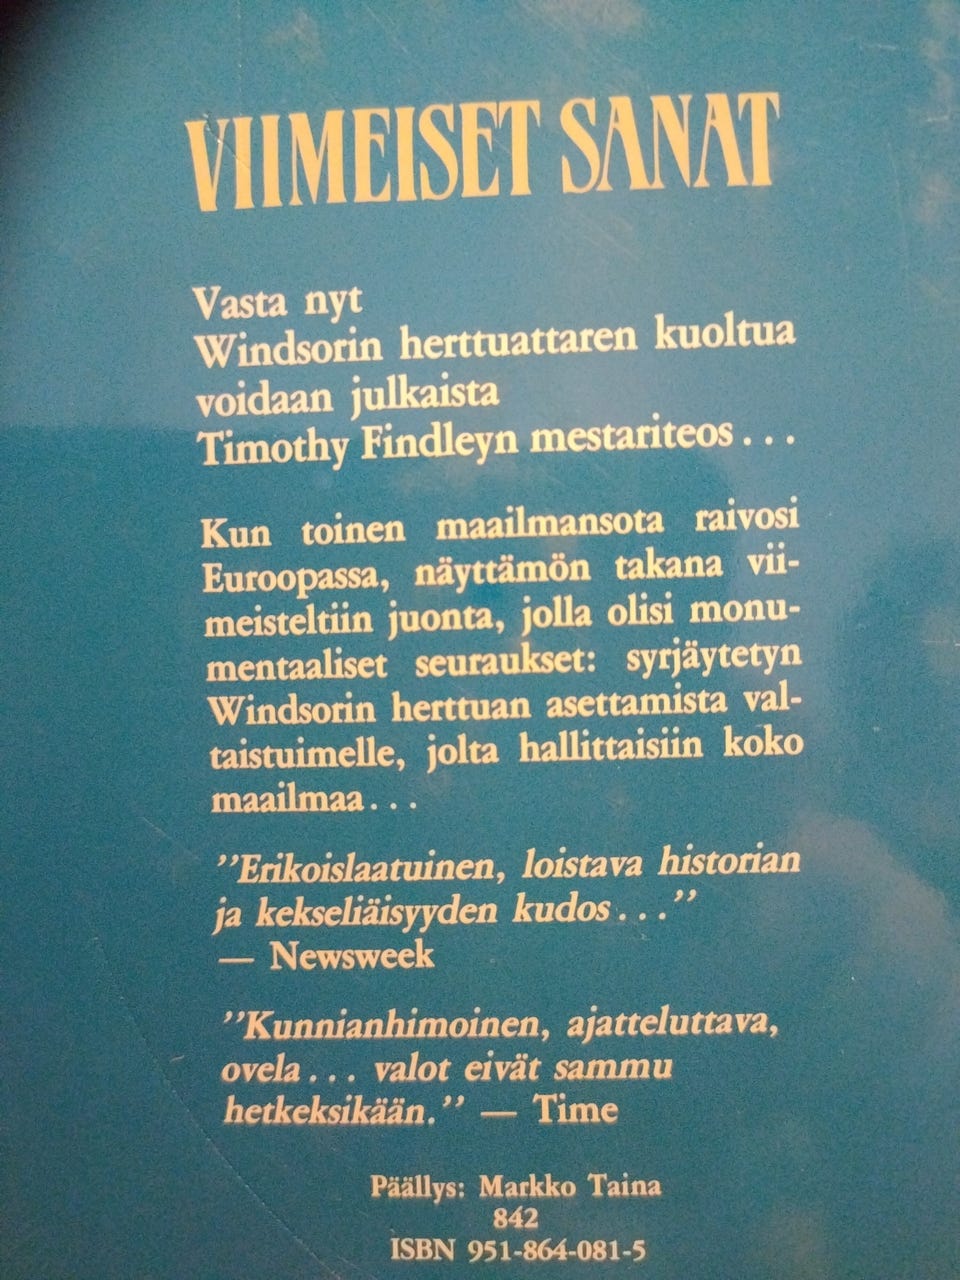 VIIMEISET SANAT
Vasta nyt
Windsorin herttuattaren kuoltua
voidaan julkaista
Timothy Findleyn mestariteos...
Kun toinen maailmansota raivosi
Euroopassa, näyttämön takana vii-
meisteltiin juonta, jolla olisi monu-
mentaaliset seuraukset: syrjäytetyn
Windsorin herttuan asettamista val-
taistuimelle, jolta hallittaisiin koko
maailmaa...
''Erikoislaatuinen, loistava historian
ja kekseliäisyyden kudos...''
— Newsweek
''Kunnianhimoinen, ajatteluttava,
ovela... valot eivät sammu
hetkeksikään.'' — Time
Päällys: Markko Taina
842
ISBN 951-864-081-5